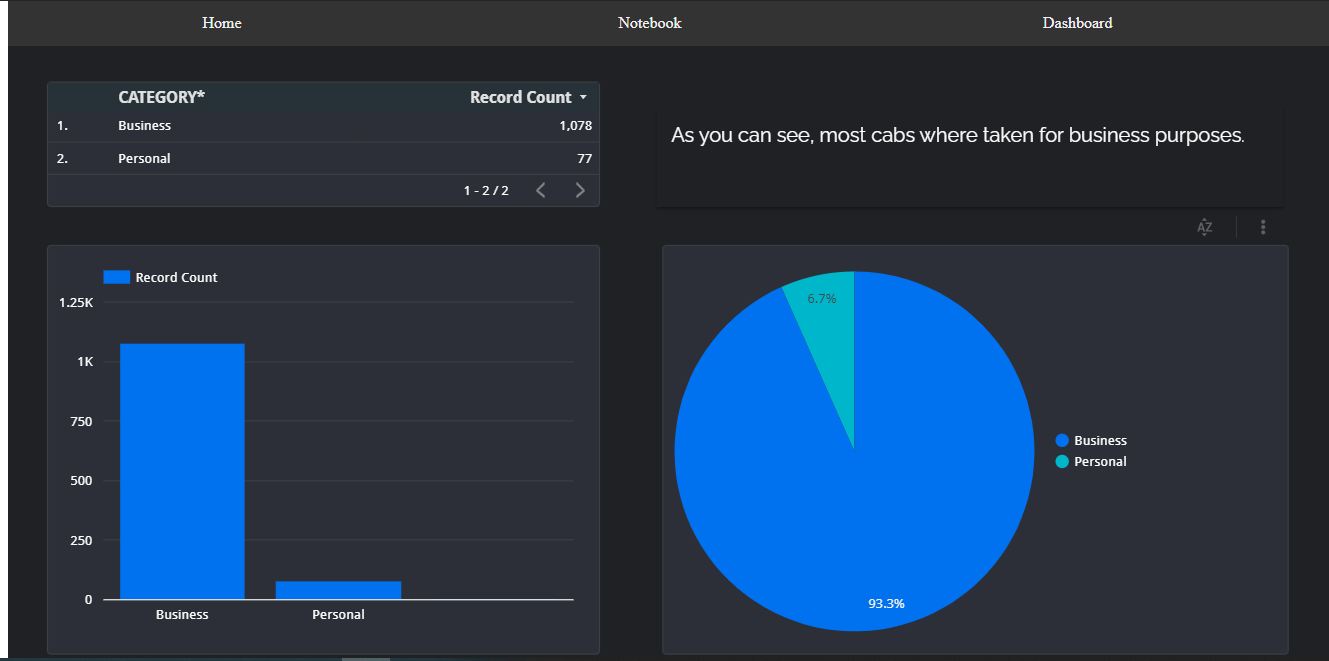 Home Notebook Dashboard
CATEGORY* Record Count
1. Business 1,078
2. Personal 77
1 - 2 / 2
As you can see, most cabs where taken for business purposes.
AZ
Record Count
1.25K
1K
750
500
250
0
Business Personal
6.7%
93.3%
Business
Personal